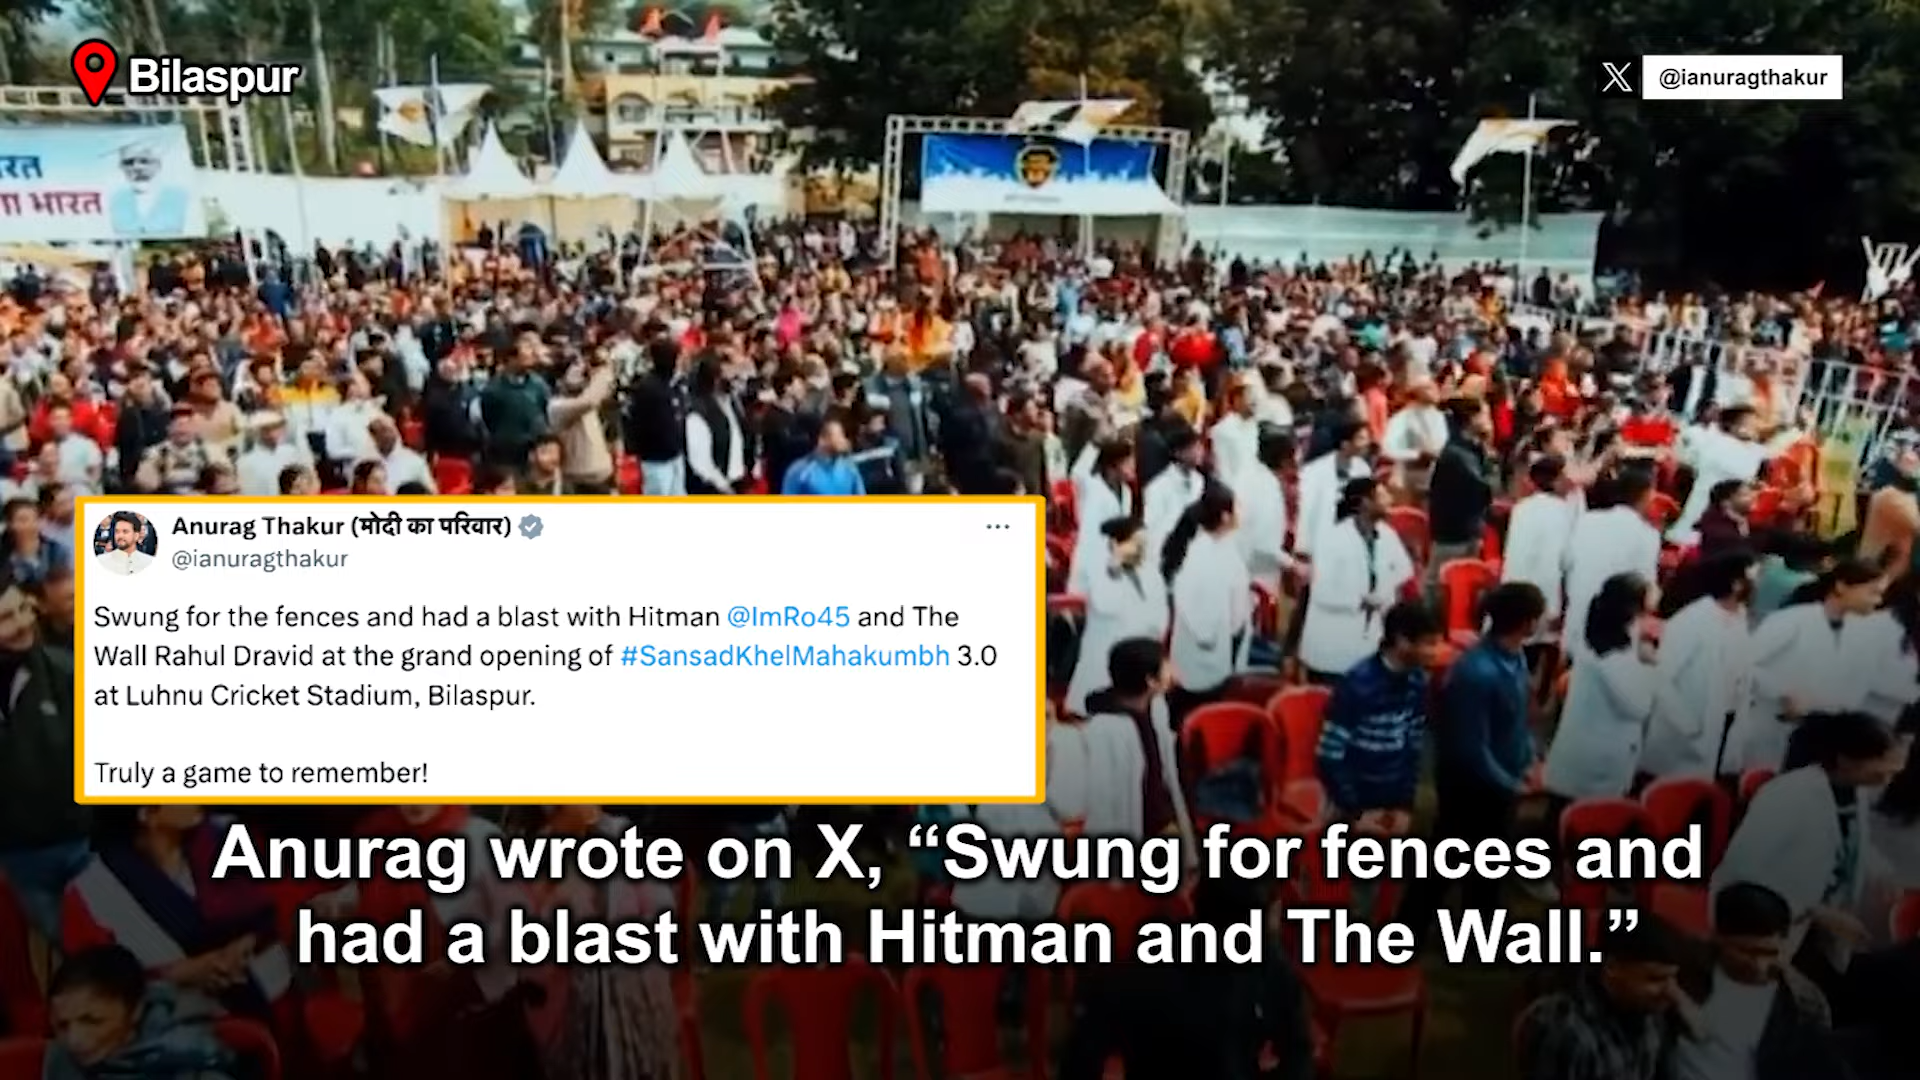 Bilaspur
@ianuragthakur
भारत
Anurag Thakur (मोदी का परिवार)
@ianuragthakur
Swung for the fences and had a blast with Hitman @ImRo45 and The
Wall Rahul Dravid at the grand opening of #SansadKhelMahakumbh 3.0
at Luhnu Cricket Stadium, Bilaspur.
Truly a game to remember!
Anurag wrote on X, “Swung for fences and
had a blast with Hitman and The Wall.”